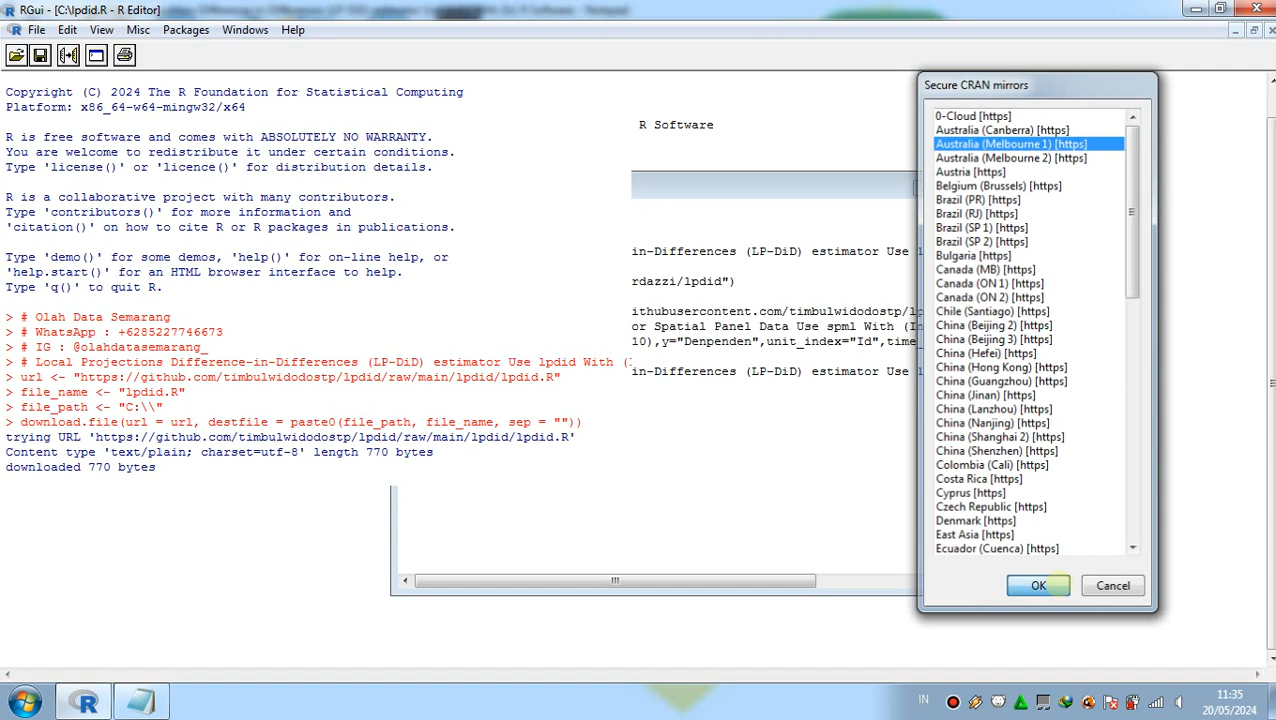 RGui - [C:\lpdid.R - R Editor]
File Edit View Misc Packages Windows Help
Copyright (C) 2024 The R Foundation for Statistical Computing
Platform: x86_64-w64-mingw32/x64
R is free software and comes with ABSOLUTELY NO WARRANTY.
You are welcome to redistribute it under certain conditions.
Type 'license()' or 'licence()' for distribution details.
R is a collaborative project with many contributors.
Type 'contributors()' for more information and
'citation()' on how to cite R or R packages in publications.
Type 'demo()' for some demos, 'help()' for on-line help, or
'help.start()' for an HTML browser interface to help.
Type 'q()' to quit R.
> # Olah Data Semarang
> # WhatsApp : +6285227746673
> # IG : @olahdatasemarang_
> # Local Projections Difference-in-Differences (LP-DiD) estimator Use lpdid With (
> url <- "https://github.com/timbulwidodostp/lpdid/raw/main/lpdid/lpdid.R"
> file_name <- "lpdid.R"
> file_path <- "C:\\"
> download.file(url = url, destfile = paste0(file_path, file_name, sep = ""))
trying URL 'https://github.com/timbulwidodostp/lpdid/raw/main/lpdid/lpdid.R'
Content type 'text/plain; charset=utf-8' length 770 bytes
downloaded 770 bytes
R Software
in-Differences (LP-DiD) estimator Use l
rdazzi/lpdid")
ithubusercontent.com/timbulwidodostp/lp
or Spatial Panel Data Use spml With (In
10),y="Denpenden",unit_index="Id",time_
in-Differences (LP-DiD) estimator Use l
Secure CRAN mirrors
0-Cloud [https]
Australia (Canberra) [https]
Australia (Melbourne 1) [https]
Australia (Melbourne 2) [https]
Austria [https]
Belgium (Brussels) [https]
Brazil (PR) [https]
Brazil (RJ) [https]
Brazil (SP 1) [https]
Brazil (SP 2) [https]
Bulgaria [https]
Canada (MB) [https]
Canada (ON 1) [https]
Canada (ON 2) [https]
Chile (Santiago) [https]
China (Beijing 2) [https]
China (Beijing 3) [https]
China (Hefei) [https]
China (Hong Kong) [https]
China (Guangzhou) [https]
China (Jinan) [https]
China (Lanzhou) [https]
China (Nanjing) [https]
China (Shanghai 2) [https]
China (Shenzhen) [https]
Colombia (Cali) [https]
Costa Rica [https]
Cyprus [https]
Czech Republic [https]
Denmark [https]
East Asia [https]
Ecuador (Cuenca) [https]
OK Cancel
IN
11:35
20/05/2024